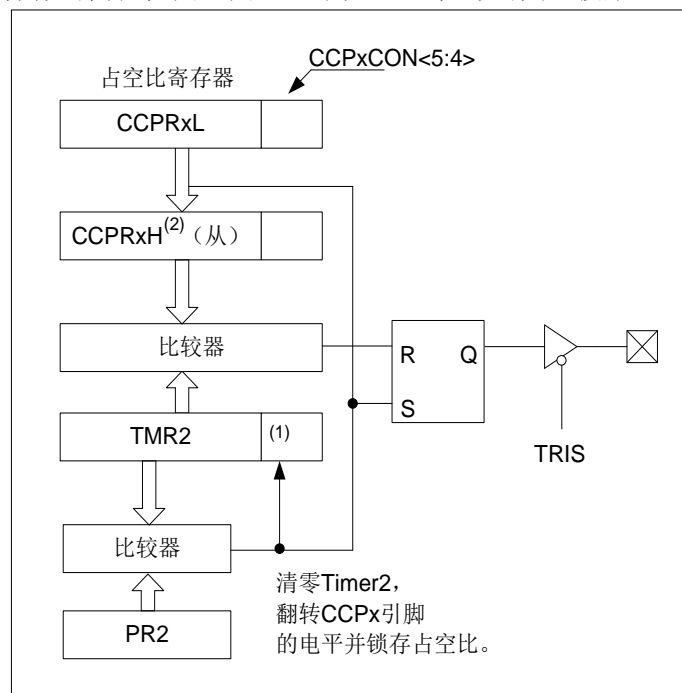 CCPxCON<5:4>
占空比寄存器
CCPRxL
CCPRxH(2)(从)
比较器
R Q
S
TMR2 (1)
TRIS
比较器
清零Timer2,
翻转CCPx引脚
的电平并锁存占空比。
PR2